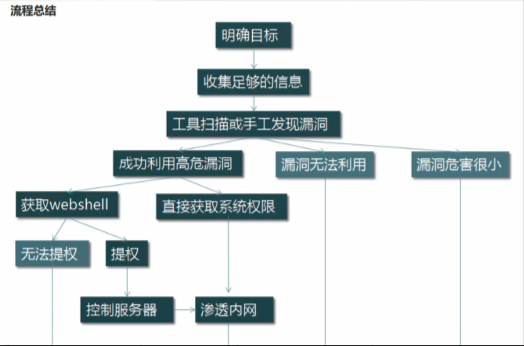 流程总结
明确目标
收集足够的信息
工具扫描或手工发现漏洞
成功利用高危漏洞
漏洞无法利用
漏洞危害很小
获取webshell
直接获取系统权限
无法提权
提权
控制服务器
渗透内网